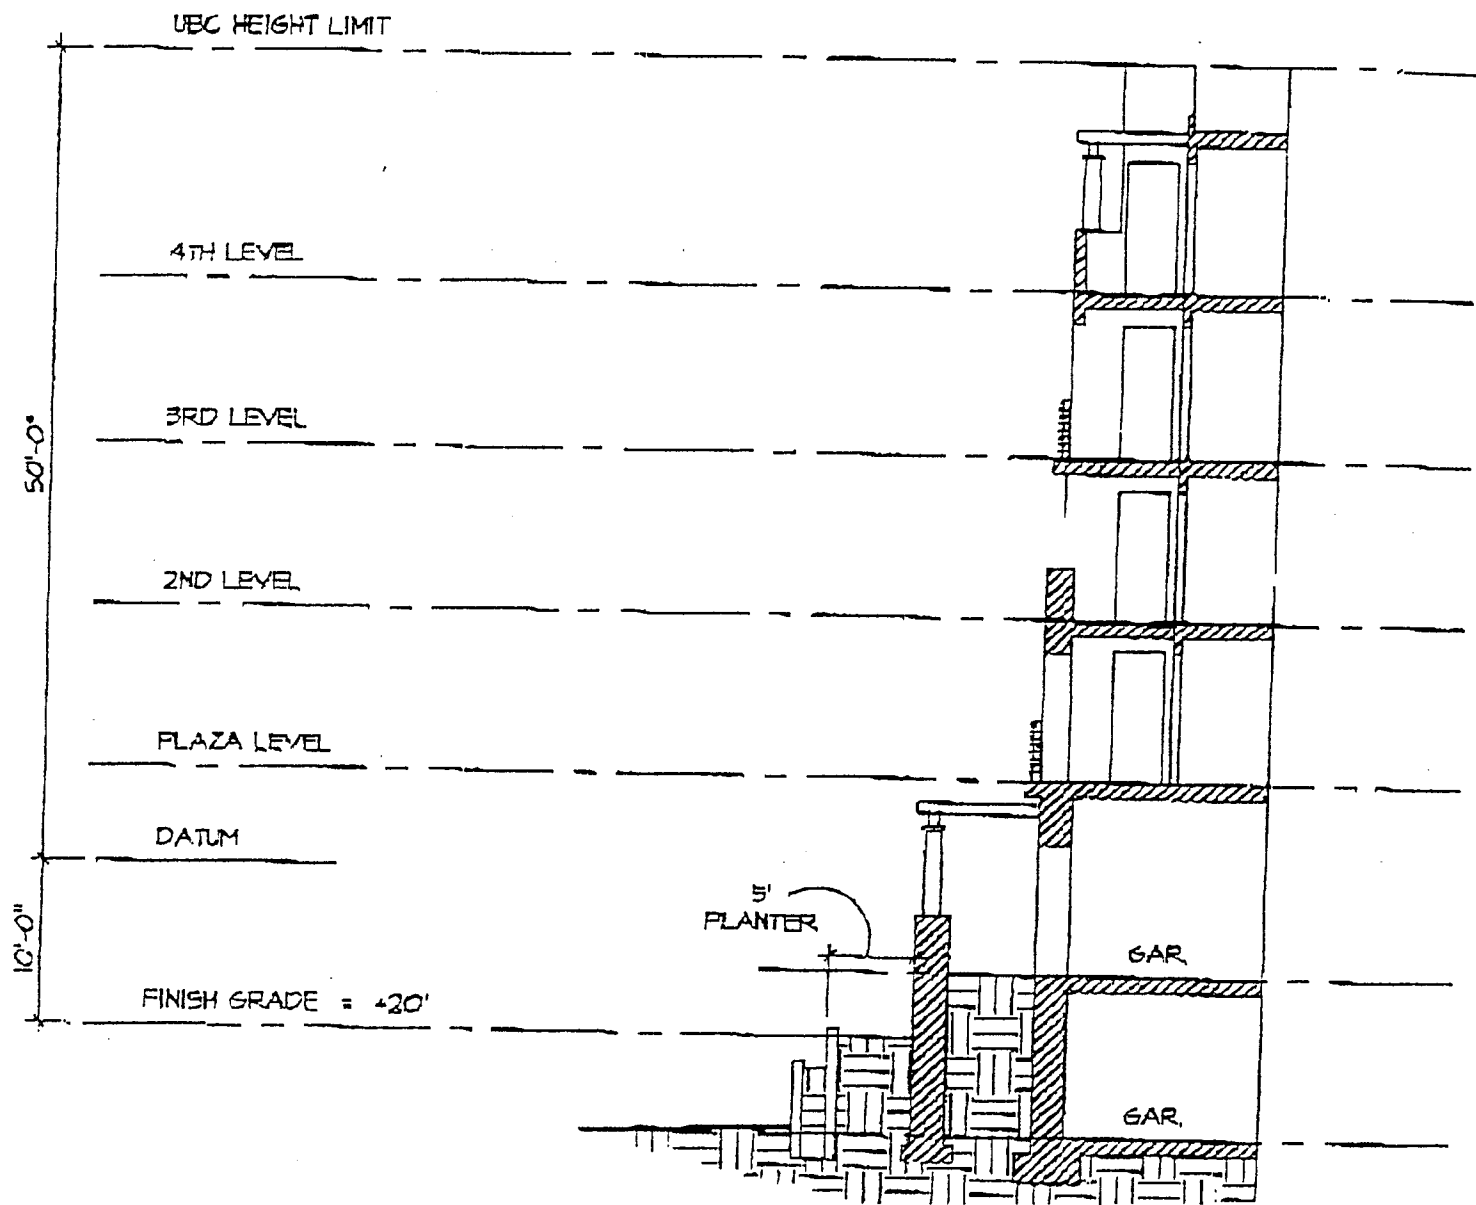 UBC HEIGHT LIMIT
4TH LEVEL
3RD LEVEL
50'-0"
2ND LEVEL
PLAZA LEVEL
DATUM
5'
PLANTER
10'-0"
GAR.
FINISH GRADE = +20'
GAR.